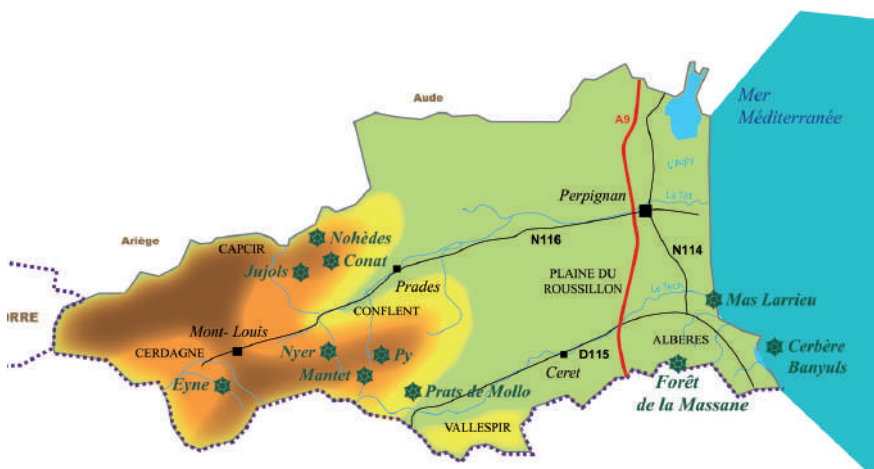 Mer
Méditerranée
Aude
A9
L'Agly
Perpignan
Le Têt
Ariège
CAPCIR
Nohèdes
Conat
Jujols
N116
N114
Prades
PLAINE DU
ROUSSILLON
Le Tech
Mas Larrieu
CONFLENT
ORRE
Mont- Louis
CERDAGNE
Nyer
Py
ALBERES
Cerbère
Banyuls
D115
Mantet
Ceret
Eyne
Prats de Mollo
Forêt
de la Massane
VALLESPIR